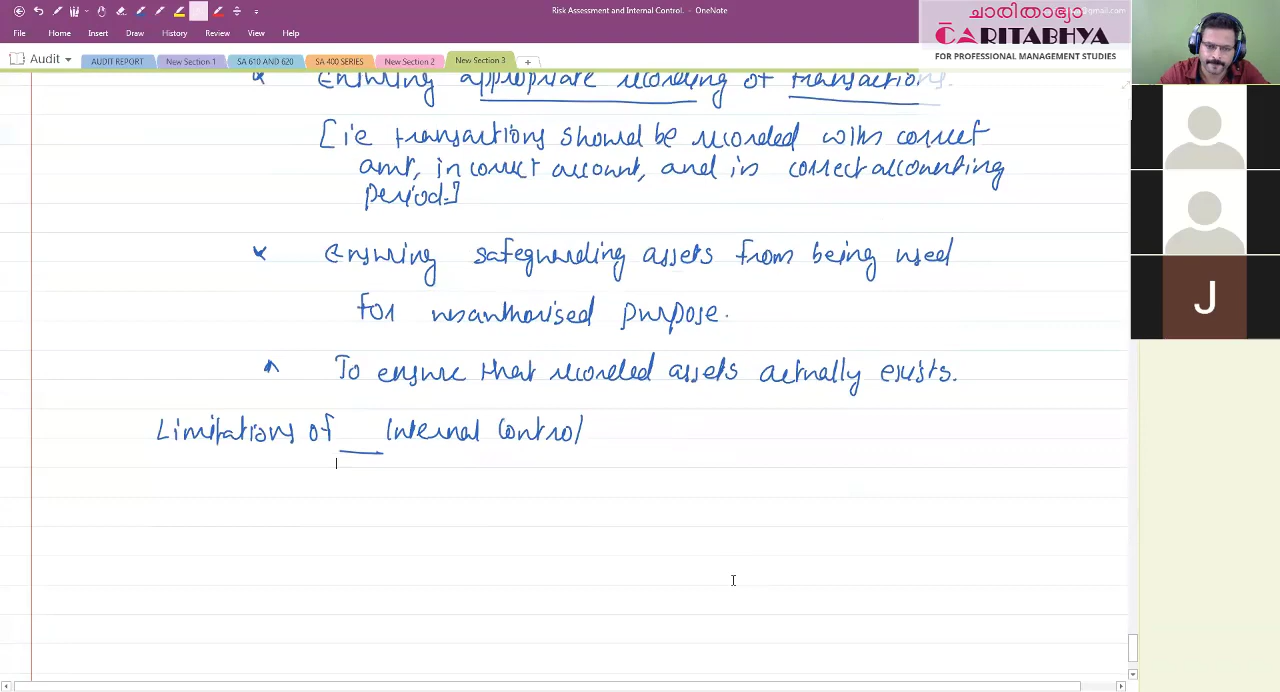 Risk Assessment and Internal Control. - OneNote
@gmail.com
ചാരിതാഭ്യാ
CARITABHYA
FOR PROFESSIONAL MANAGEMENT STUDIES
File Home Insert Draw History Review View Help
Audit AUDIT REPORT New Section 1 SA 610 AND 620 SA 400 SERIES New Section 2 New Section 3 +
Ensuring appropriate recording of transactions.
[ie transactions should be recorded with correct
amt, in correct account, and in correct accounting
period.]
Ensuring safeguarding assets from being used
for unauthorised purpose.
To ensure that recorded assets actually exists.
Limitations of __ Internal Control
J